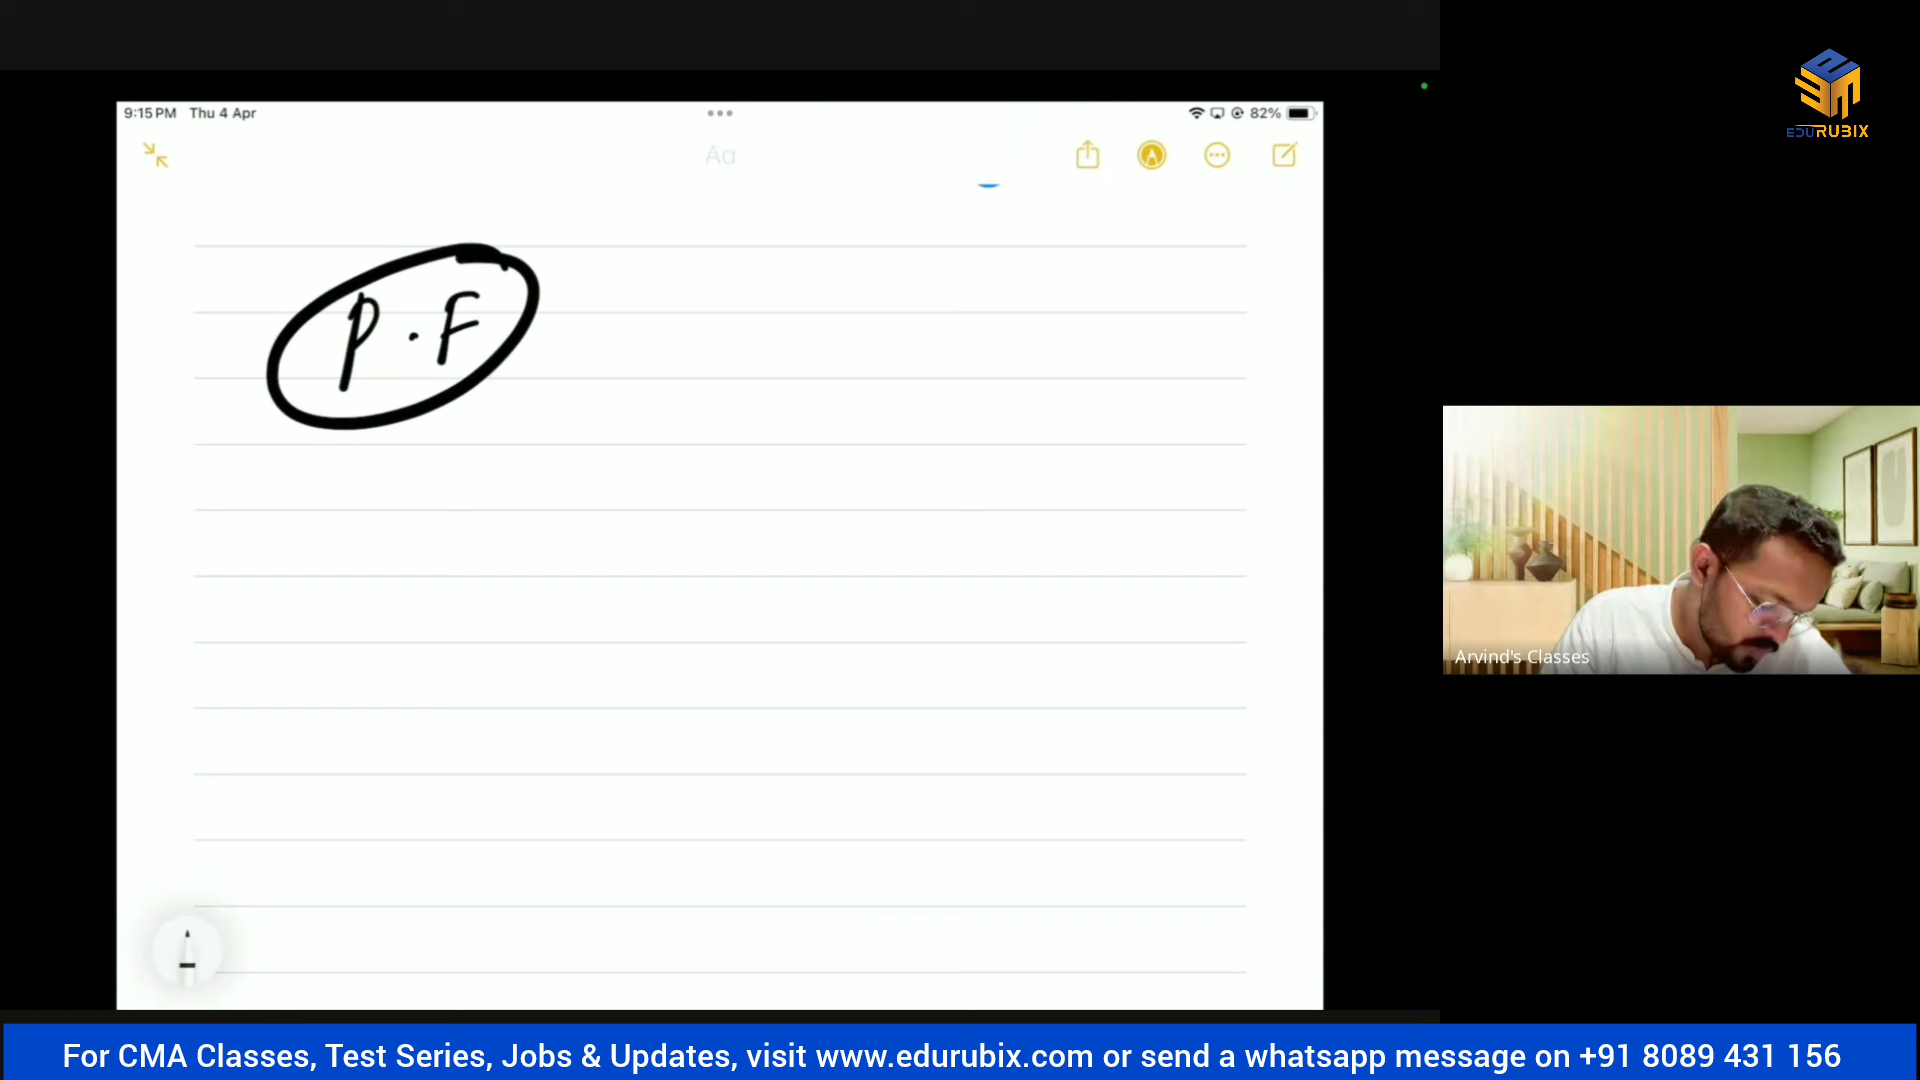 EDURUBIX
9:15 PM Thu 4 Apr
82%
Aa
P.F
Arvind's Classes
For CMA Classes, Test Series, Jobs & Updates, visit www.edurubix.com or send a whatsapp message on +91 8089 431 156